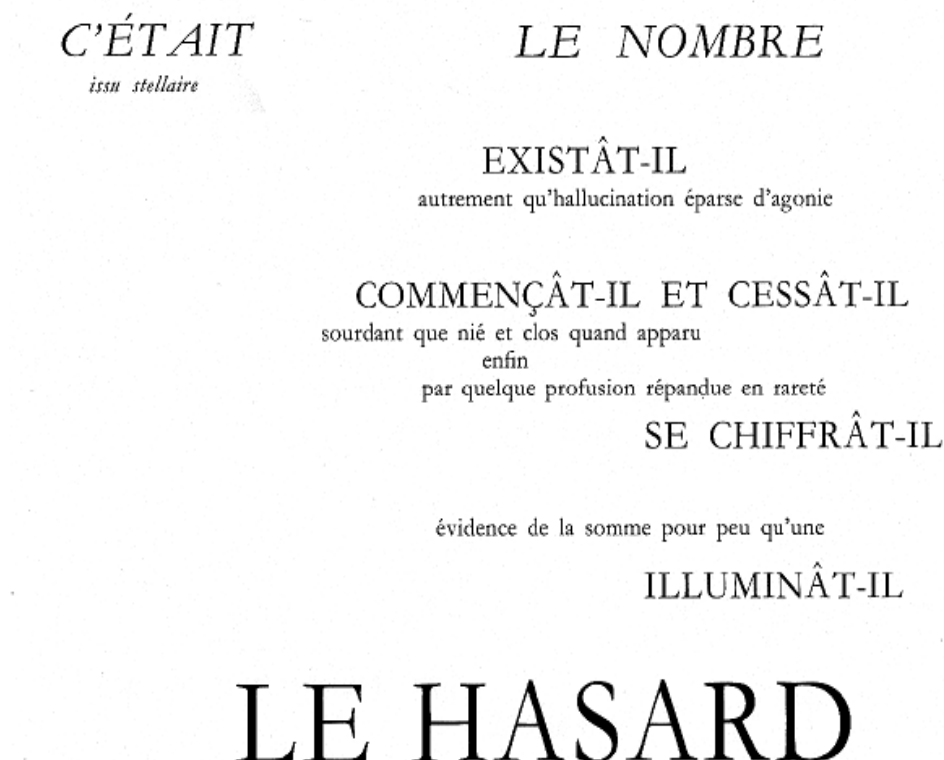 C'ÉTAIT LE NOMBRE
issu stellaire
EXISTÂT-IL
autrement qu'hallucination éparse d'agonie
COMMENÇÂT-IL ET CESSÂT-IL
sourdant que nié et clos quand apparu
enfin
par quelque profusion répandue en rareté
SE CHIFFRÂT-IL
évidence de la somme pour peu qu'une
ILLUMINÂT-IL
LE HASARD